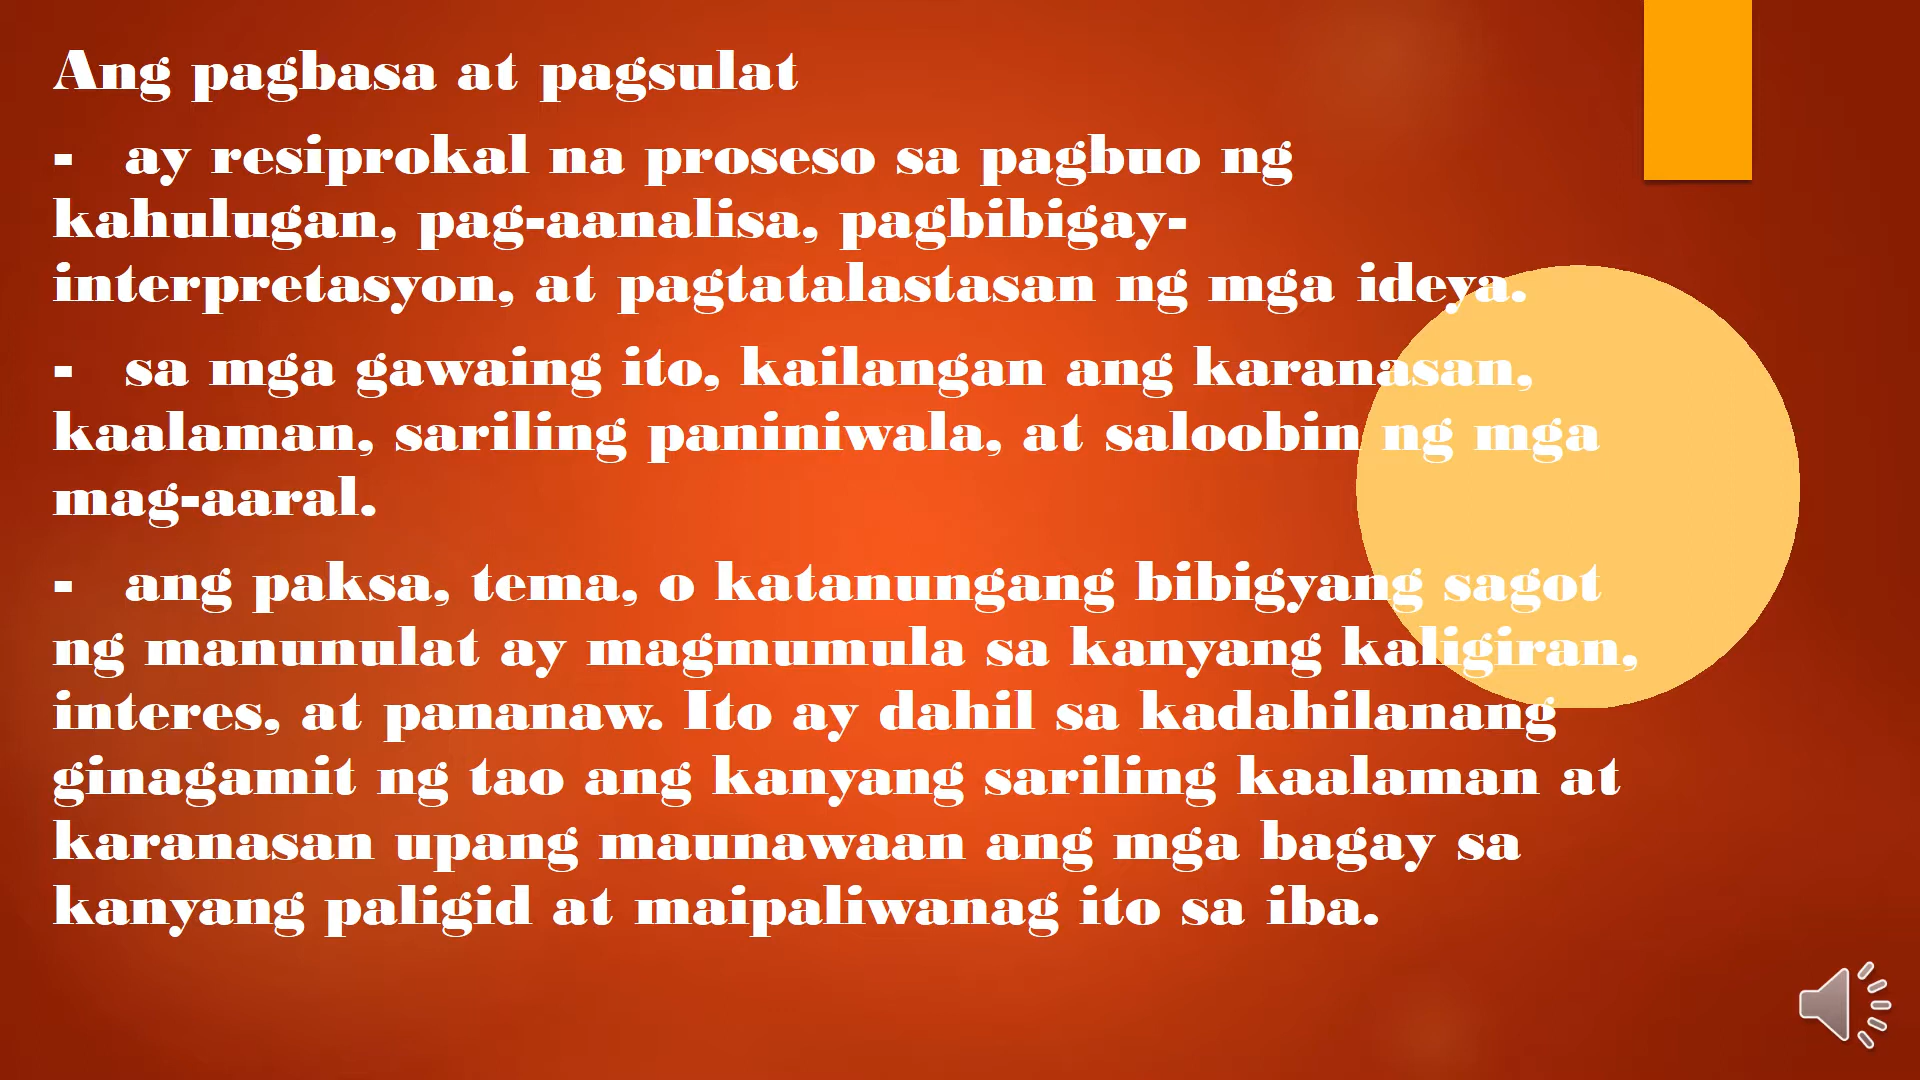 Ang pagbasa at pagsulat
- ay resiprokal na proseso sa pagbuo ng
kahulugan, pag-aanalisa, pagbibigay-
interpretasyon, at pagtatalastasan ng mga ideya.
- sa mga gawaing ito, kailangan ang karanasan,
kaalaman, sariling paniniwala, at saloobin ng mga
mag-aaral.
- ang paksa, tema, o katanungang bibigyang sagot
ng manunulat ay magmumula sa kanyang kaligiran,
interes, at pananaw. Ito ay dahil sa kadahilanang
ginagamit ng tao ang kanyang sariling kaalaman at
karanasan upang maunawaan ang mga bagay sa
kanyang paligid at maipaliwanag ito sa iba.